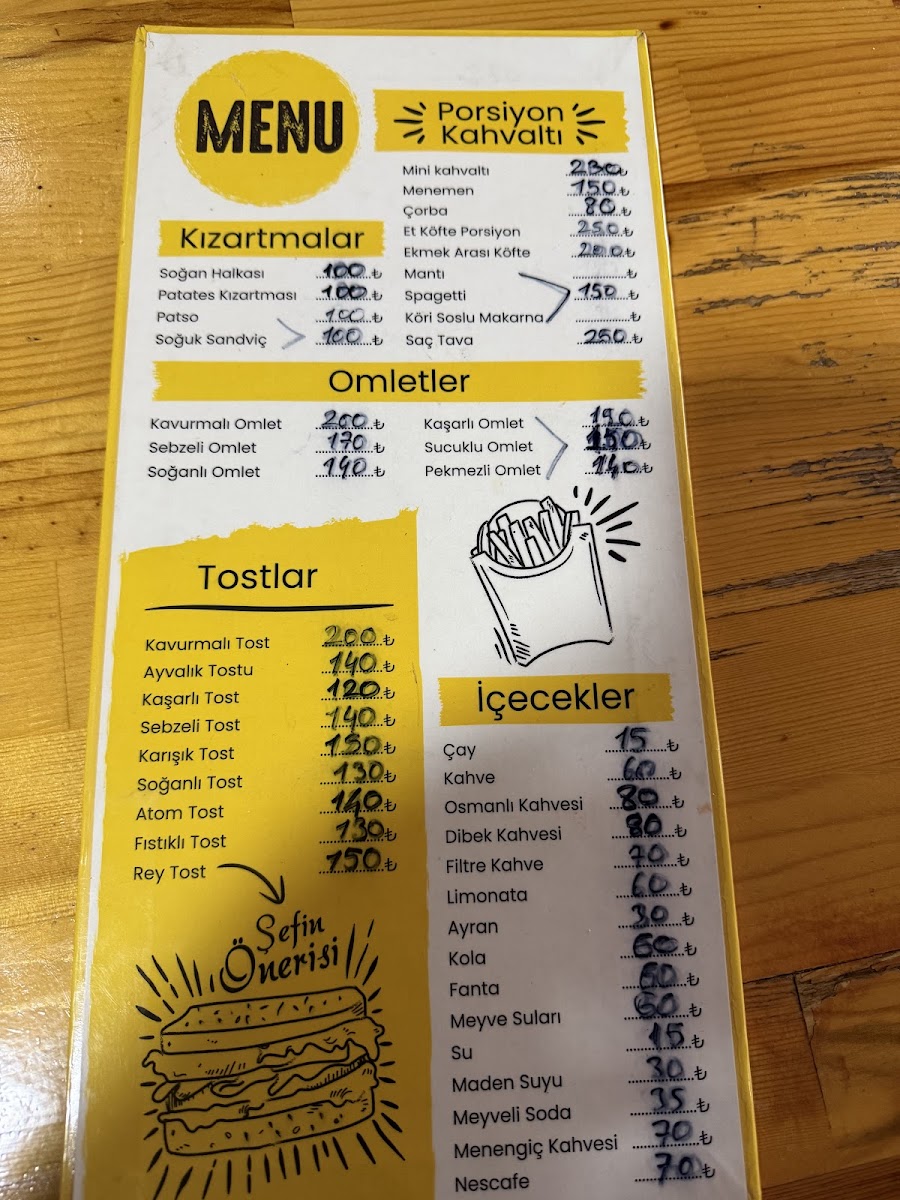 MENU
Porsiyon
Kahvaltı
Mini kahvaltı 230₺
Menemen 150₺
Çorba 80₺
Et Köfte Porsiyon 250₺
Ekmek Arası Köfte 200₺
Mantı ₺
Spagetti 150₺
Köri Soslu Makarna ₺
Saç Tava 250₺
Kızartmalar
Soğan Halkası 100₺
Patates Kızartması 100₺
Patso 100₺
Soğuk Sandviç 100₺
Omletler
Kavurmalı Omlet 200₺
Sebzeli Omlet 170₺
Soğanlı Omlet 140₺
Kaşarlı Omlet ₺
Sucuklu Omlet 150₺
Pekmezli Omlet 140₺
Tostlar
Kavurmalı Tost 200₺
Ayvalık Tostu 140₺
Kaşarlı Tost 120₺
Sebzeli Tost 140₺
Karışık Tost ₺
Soğanlı Tost 130₺
Atom Tost 140₺
Fıstıklı Tost 130₺
Rey Tost 150₺
Şefin
Önerisi
İçecekler
Çay 15₺
Kahve 60₺
Osmanlı Kahvesi 80₺
Dibek Kahvesi 80₺
Filtre Kahve 70₺
Limonata 60₺
Ayran 30₺
Kola 60₺
Fanta 60₺
Meyve Suları 60₺
Su 15₺
Maden Suyu 30₺
Meyveli Soda 35₺
Menengiç Kahvesi 70₺
Nescafe 70₺